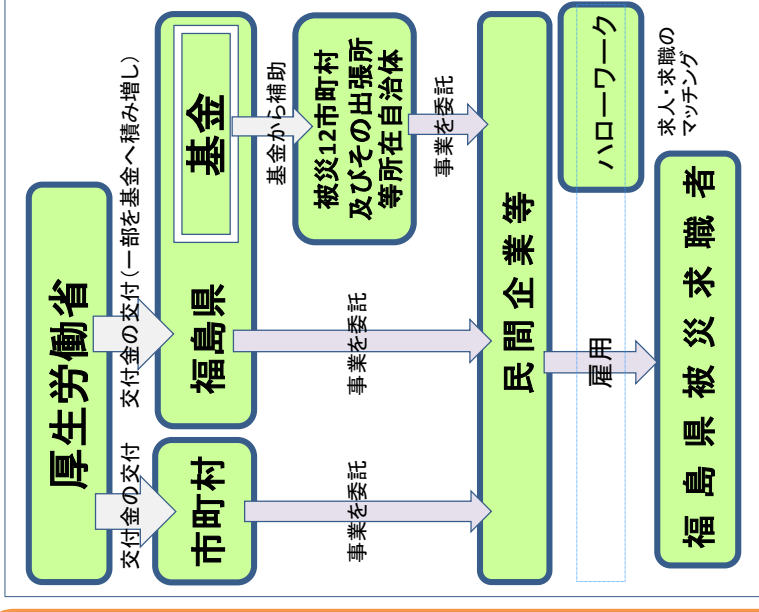 厚生労働省
交付金の交付
交付金の交付(一部を基金へ積み増し)
市町村
福島県
基金
基金から補助
被災12市町村
及びその出張所
等所在自治体
事業を委託
事業を委託
事業を委託
民間企業等
雇用
ハローワーク
求人・求職の
マッチング
福島県被災求職者